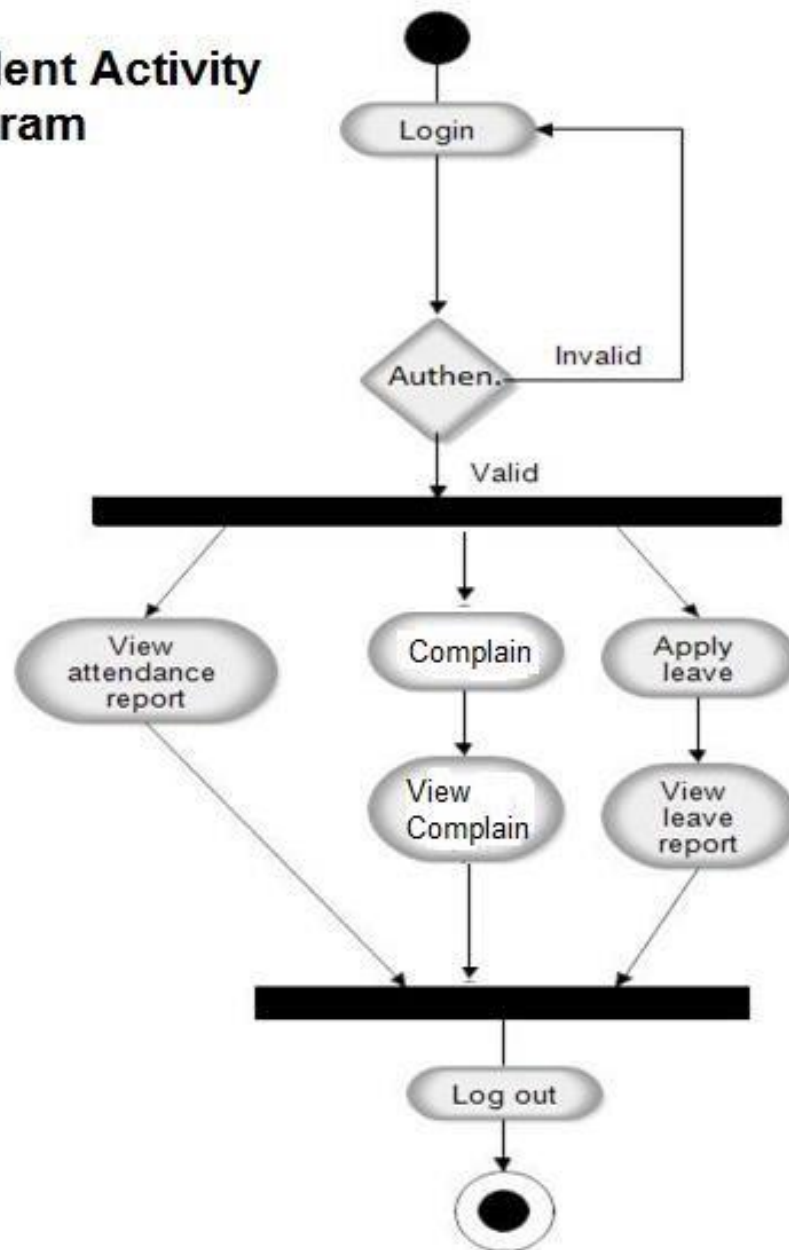 lent Activity
ram
Login
Authen.
Invalid
Valid
View
attendance
report
Complain
Apply
leave
View
Complain
View
leave
report
Log out